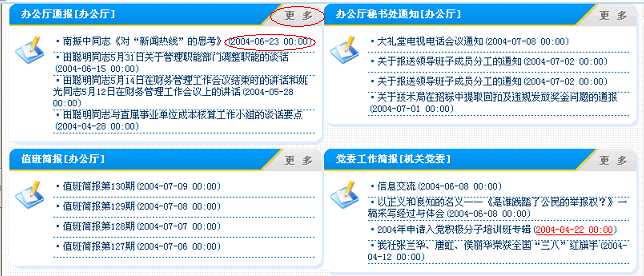 办公厅通报[办公厅]
更 多
·南振中同志《对“新闻热线”的思考》(2004-06-23 00:00)
·田聪明同志5月31日关于管理职能部门调整职能的谈话
(2004-06-15 00:00)
·田聪明同志5月14日在财务管理工作会议结束时的讲话和姚
光同志5月12日在财务管理工作会议上的讲话(2004-05-28
00:00)
·田聪明同志与直属事业单位成本核算工作小组的谈话要点
(2004-04-28 00:00)
办公厅秘书处通知[办公厅]
更 多
·大礼堂电视电话会议通知(2004-07-08 00:00)
·关于报送领导班子成员分工的通知(2004-07-02 00:00)
·关于报送领导班子成员分工的通知(2004-07-02 00:00)
·关于技术局在招标中提取回扣及违规发放奖金问题的通报
(2004-07-01 00:00)
值班简报[办公厅]
更 多
·值班简报第130期(2004-07-09 00:00)
·值班简报第129期(2004-07-08 00:00)
·值班简报第128期(2004-07-07 00:00)
·值班简报第127期(2004-07-06 00:00)
党委工作简报[机关党委]
更 多
·信息交流(2004-06-08 00:00)
·以正义和良知的名义——《是谁践踏了公民的举报权?》一
稿采写经过与体会(2004-06-08 00:00)
·2004年申请入党积极分子培训班专辑(2004-04-22 00:00)
·我社张兰华、唐虹、侯丽华荣获全国“三八”红旗手(2004-
04-12 00:00)